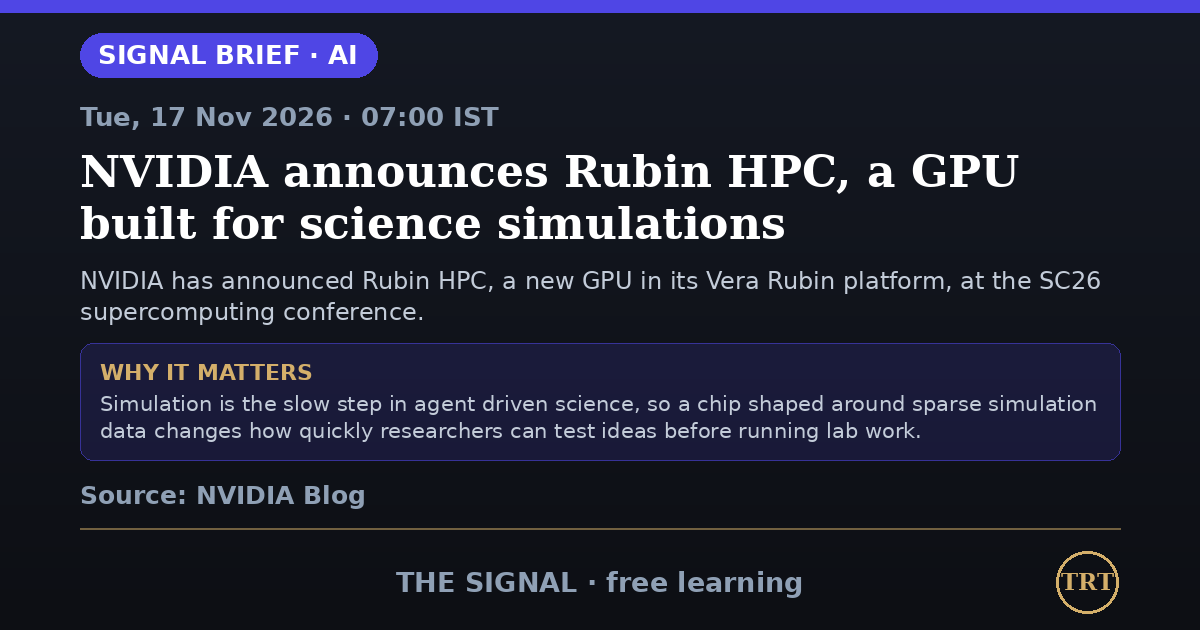 SIGNAL BRIEF · AI
Tue, 17 Nov 2026 · 07:00 IST
NVIDIA announces Rubin HPC, a GPU
built for science simulations
NVIDIA has announced Rubin HPC, a new GPU in its Vera Rubin platform, at the SC26
supercomputing conference.
WHY IT MATTERS
Simulation is the slow step in agent driven science, so a chip shaped around sparse simulation
data changes how quickly researchers can test ideas before running lab work.
Source: NVIDIA Blog
THE SIGNAL · free learning
TRT